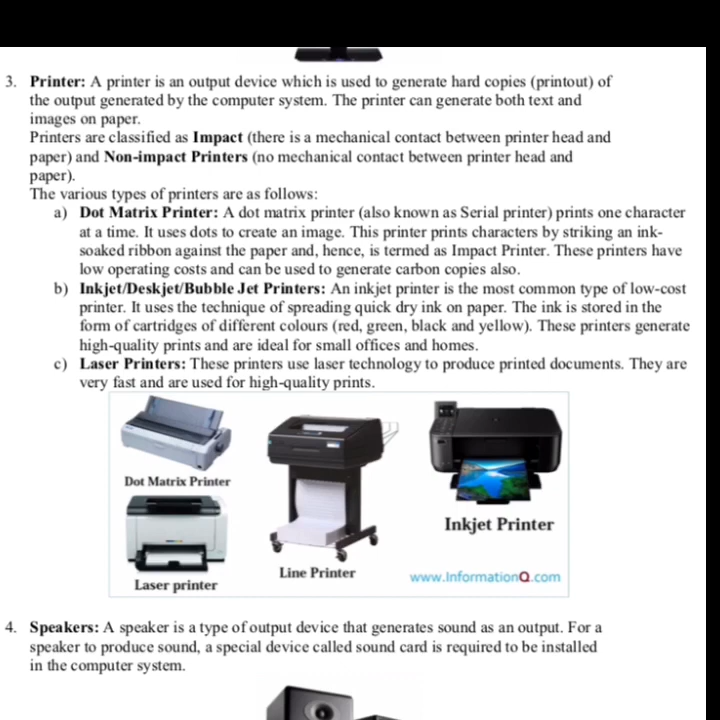 3. Printer: A printer is an output device which is used to generate hard copies (printout) of
the output generated by the computer system. The printer can generate both text and
images on paper.
Printers are classified as Impact (there is a mechanical contact between printer head and
paper) and Non-impact Printers (no mechanical contact between printer head and
paper).
The various types of printers are as follows:
a) Dot Matrix Printer: A dot matrix printer (also known as Serial printer) prints one character
at a time. It uses dots to create an image. This printer prints characters by striking an ink-
soaked ribbon against the paper and, hence, is termed as Impact Printer. These printers have
low operating costs and can be used to generate carbon copies also.
b) Inkjet/Deskjet/Bubble Jet Printers: An inkjet printer is the most common type of low-cost
printer. It uses the technique of spreading quick dry ink on paper. The ink is stored in the
form of cartridges of different colours (red, green, black and yellow). These printers generate
high-quality prints and are ideal for small offices and homes.
c) Laser Printers: These printers use laser technology to produce printed documents. They are
very fast and are used for high-quality prints.
Dot Matrix Printer
Inkjet Printer
Line Printer
Laser printer
www.InformationQ.com
4. Speakers: A speaker is a type of output device that generates sound as an output. For a
speaker to produce sound, a special device called sound card is required to be installed
in the computer system.